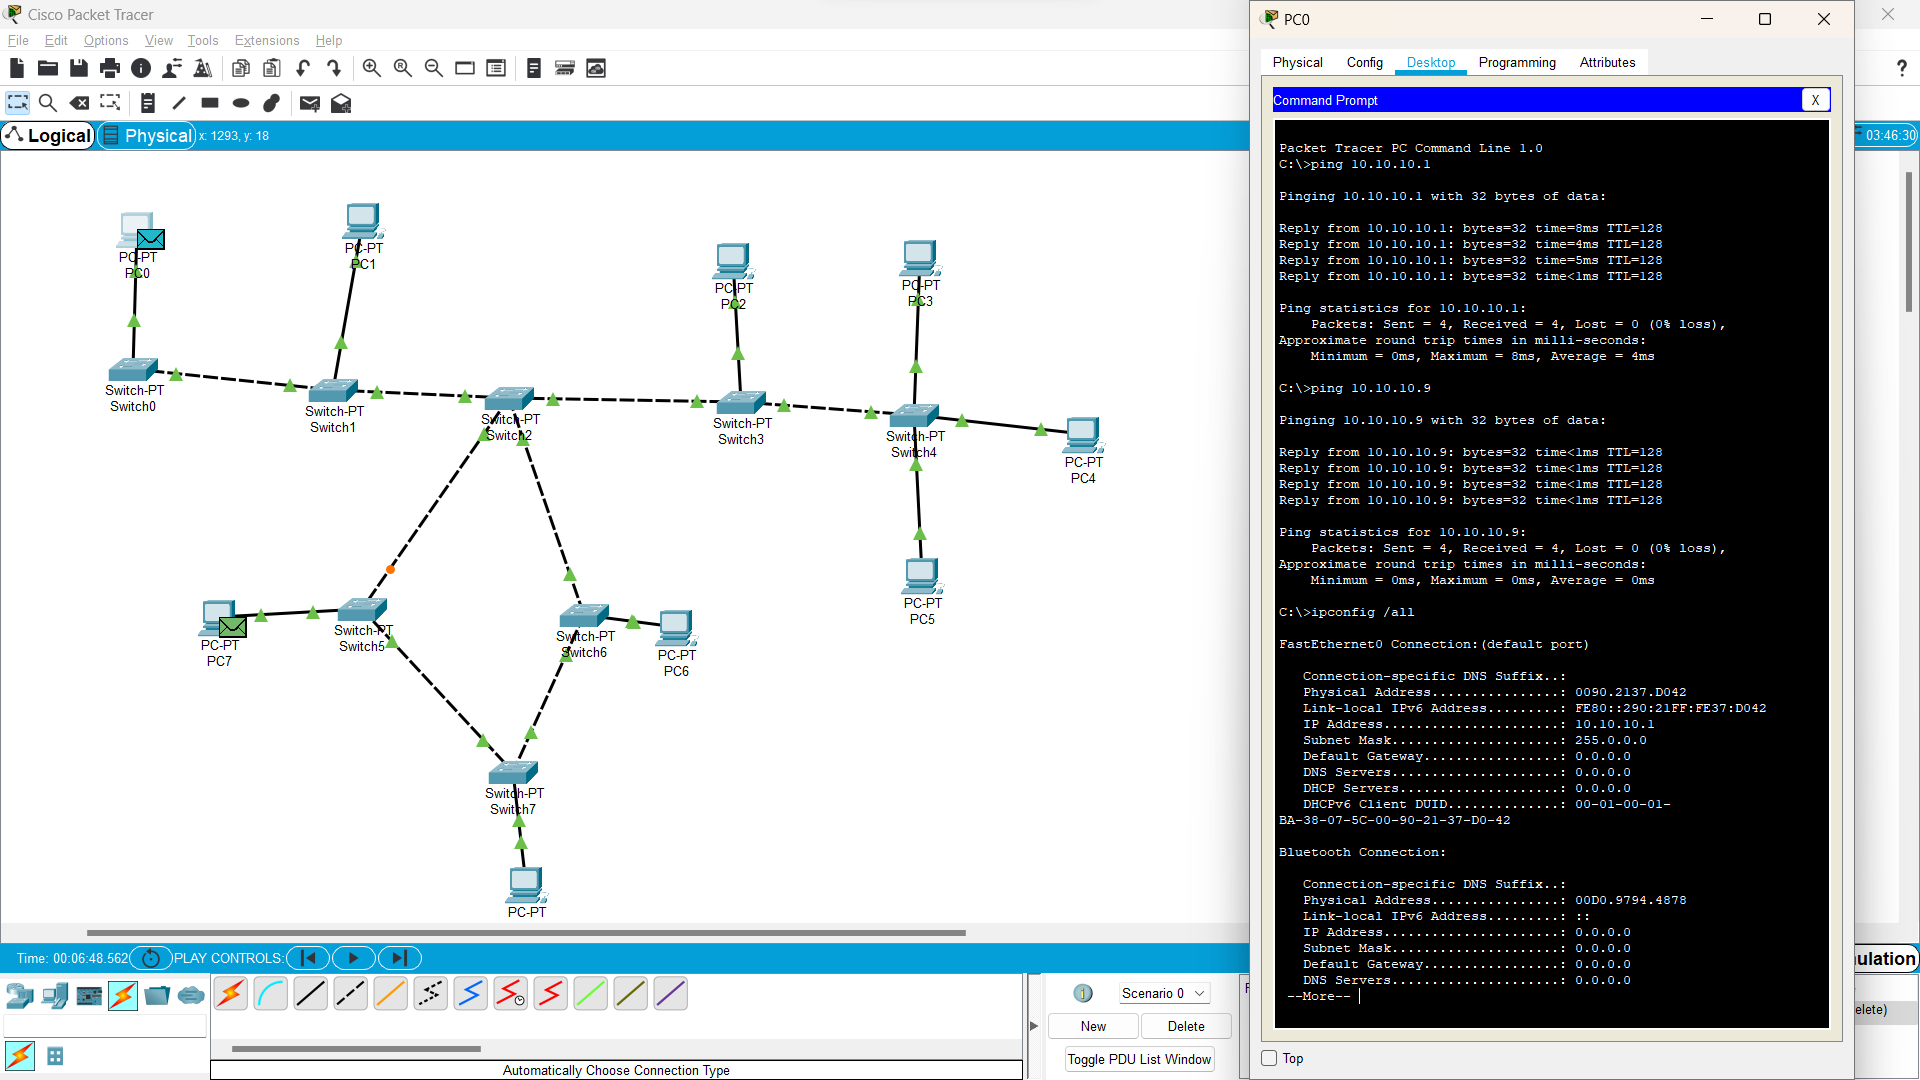 Cisco Packet Tracer
File Edit Options View Tools Extensions Help
Logical Physical x: 1293, y: 18
03:46:30
PC-PT
PC0
PC-PT
PC1
PC-PT
PC2
PC-PT
PC3
Switch-PT
Switch0
Switch-PT
Switch1
Switch-PT
Switch2
Switch-PT
Switch3
Switch-PT
Switch4
PC-PT
PC4
PC-PT
PC5
PC-PT
PC7
Switch-PT
Switch5
Switch-PT
Switch6
PC-PT
PC6
Switch-PT
Switch7
PC-PT
Time: 00:06:48.562 PLAY CONTROLS:
Scenario 0
New Delete
Toggle PDU List Window
Automatically Choose Connection Type
ulation
elete)
PC0
Physical Config Desktop Programming Attributes
Command Prompt X
Packet Tracer PC Command Line 1.0
C:\>ping 10.10.10.1
Pinging 10.10.10.1 with 32 bytes of data:
Reply from 10.10.10.1: bytes=32 time=8ms TTL=128
Reply from 10.10.10.1: bytes=32 time=4ms TTL=128
Reply from 10.10.10.1: bytes=32 time=5ms TTL=128
Reply from 10.10.10.1: bytes=32 time<1ms TTL=128
Ping statistics for 10.10.10.1:
Packets: Sent = 4, Received = 4, Lost = 0 (0% loss),
Approximate round trip times in milli-seconds:
Minimum = 0ms, Maximum = 8ms, Average = 4ms
C:\>ping 10.10.10.9
Pinging 10.10.10.9 with 32 bytes of data:
Reply from 10.10.10.9: bytes=32 time<1ms TTL=128
Reply from 10.10.10.9: bytes=32 time<1ms TTL=128
Reply from 10.10.10.9: bytes=32 time<1ms TTL=128
Reply from 10.10.10.9: bytes=32 time<1ms TTL=128
Ping statistics for 10.10.10.9:
Packets: Sent = 4, Received = 4, Lost = 0 (0% loss),
Approximate round trip times in milli-seconds:
Minimum = 0ms, Maximum = 0ms, Average = 0ms
C:\>ipconfig /all
FastEthernet0 Connection:(default port)
Connection-specific DNS Suffix..:
Physical Address................: 0090.2137.D042
Link-local IPv6 Address.........: FE80::290:21FF:FE37:D042
IP Address......................: 10.10.10.1
Subnet Mask.....................: 255.0.0.0
Default Gateway.................: 0.0.0.0
DNS Servers.....................: 0.0.0.0
DHCP Servers....................: 0.0.0.0
DHCPv6 Client DUID..............: 00-01-00-01-
BA-38-07-5C-00-90-21-37-D0-42
Bluetooth Connection:
Connection-specific DNS Suffix..:
Physical Address................: 00D0.9794.4878
Link-local IPv6 Address.........: ::
IP Address......................: 0.0.0.0
Subnet Mask.....................: 0.0.0.0
Default Gateway.................: 0.0.0.0
DNS Servers.....................: 0.0.0.0
--More--
Top